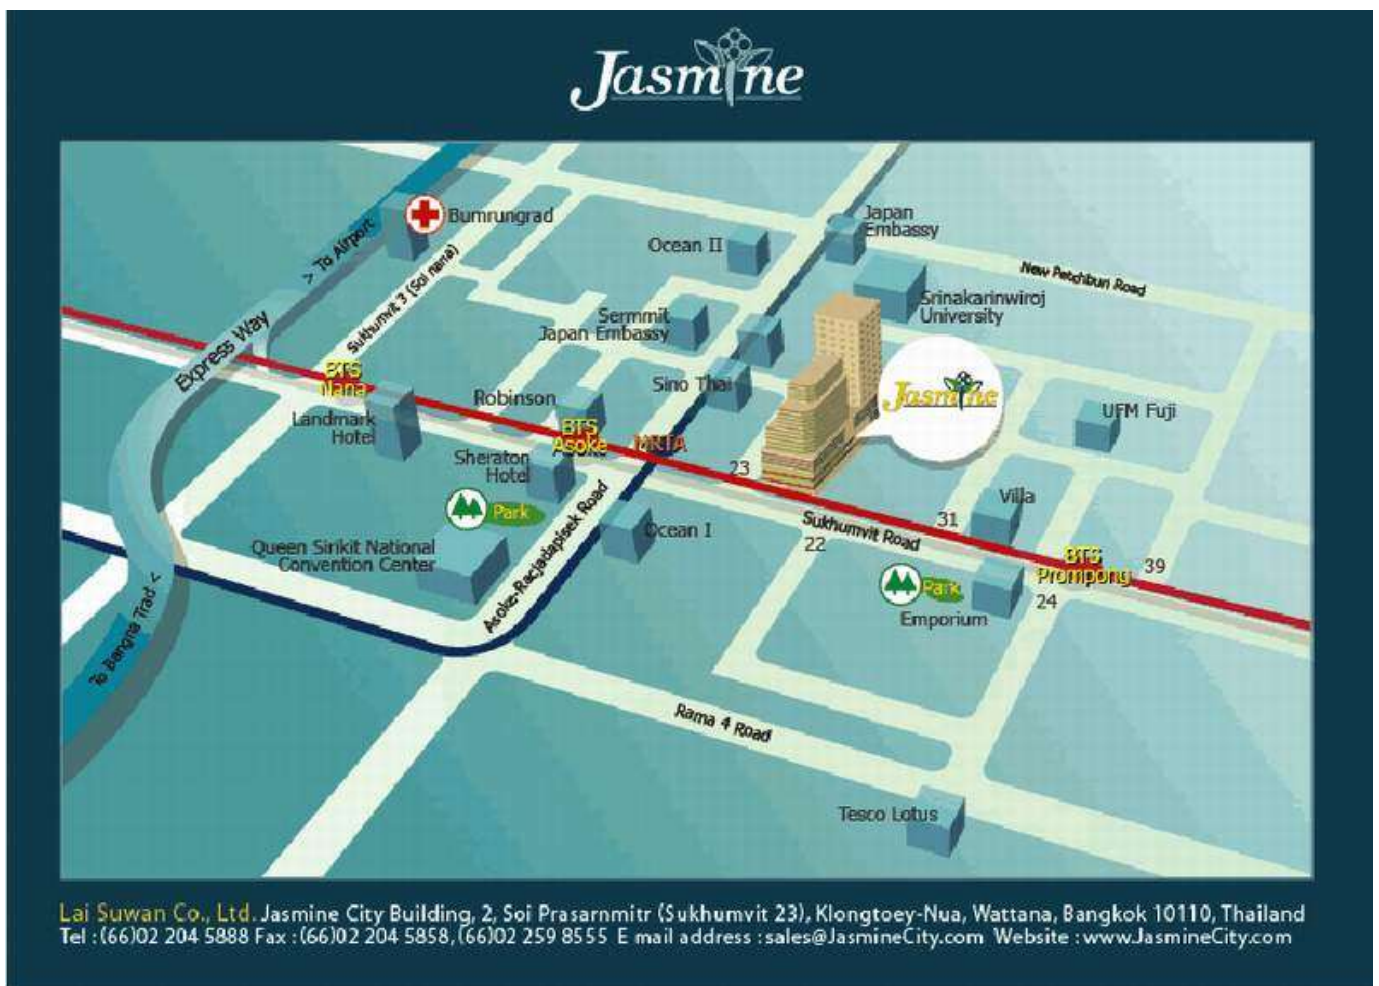 Jasmine
Bumrungrad
Japan
Embassy
Ocean II
> To Airport
Sukhumvit 3 (Soi nana)
New Petchburi Road
Srinakarinwiroj
University
Sermmit
Japan Embassy
Express Way
BTS
Nana
Sino Thai
Jasmine
Robinson
UFM Fuji
Landmark
Hotel
BTS
Asoke
MRTA
Sheraton
Hotel
23
Park
Villa
Asoke-Racjadapisek Road
Ocean I
31
Sukhumvit Road
22
Queen Sirikit National
Convention Center
BTS
Prompong
39
Park
24
Emporium
To Bangna Trad <
Rama 4 Road
Tesco Lotus
Lai Suwan Co., Ltd. Jasmine City Building, 2, Soi Prasarnmitr (Sukhumvit 23), Klongtoey-Nua, Wattana, Bangkok 10110, Thailand
Tel :(66)02 204 5888 Fax :(66)02 204 5858, (66)02 259 8555 E mail address :sales@JasmineCity.com Website :www.JasmineCity.com